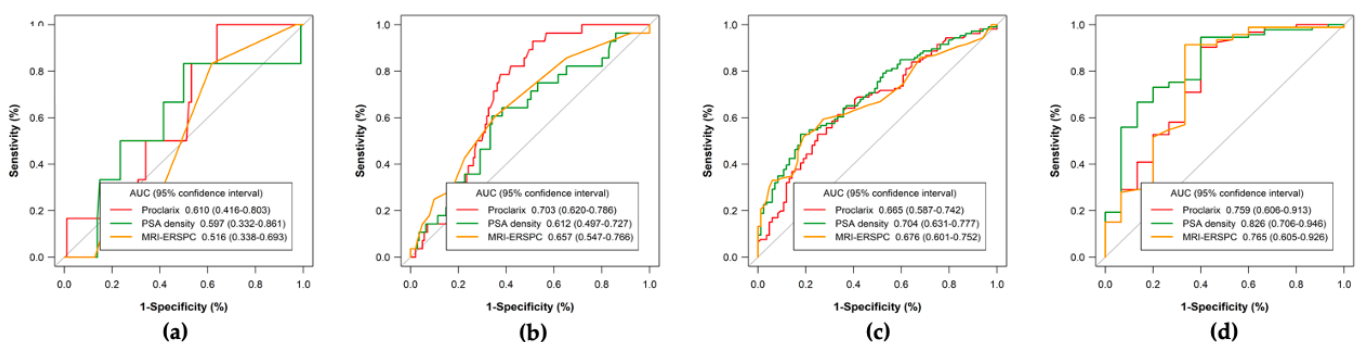 1.0
0.8
0.6
0.4
0.2
0.0
Senstivity (%)
AUC (95% confidence interval)
Proclarix 0.610 (0.416-0.803)
PSA density 0.597 (0.332-0.861)
MRI-ERSPC 0.516 (0.338-0.693)
0.0 0.2 0.4 0.6 0.8 1.0
1-Specificity (%)
(a)
1.0
0.8
0.6
0.4
0.2
0.0
Senstivity (%)
AUC (95% confidence interval)
Proclarix 0.703 (0.620-0.786)
PSA density 0.612 (0.497-0.727)
MRI-ERSPC 0.657 (0.547-0.766)
0.0 0.2 0.4 0.6 0.8 1.0
1-Specificity (%)
(b)
1.0
0.8
0.6
0.4
0.2
0.0
Senstivity (%)
AUC (95% confidence interval)
Proclarix 0.665 (0.587-0.742)
PSA density 0.704 (0.631-0.777)
MRI-ERSPC 0.676 (0.601-0.752)
0.0 0.2 0.4 0.6 0.8 1.0
1-Specificity (%)
(c)
1.0
0.8
0.6
0.4
0.2
0.0
Senstivity (%)
AUC (95% confidence interval)
Proclarix 0.759 (0.606-0.913)
PSA density 0.826 (0.706-0.946)
MRI-ERSPC 0.765 (0.605-0.926)
0.0 0.2 0.4 0.6 0.8 1.0
1-Specificity (%)
(d)